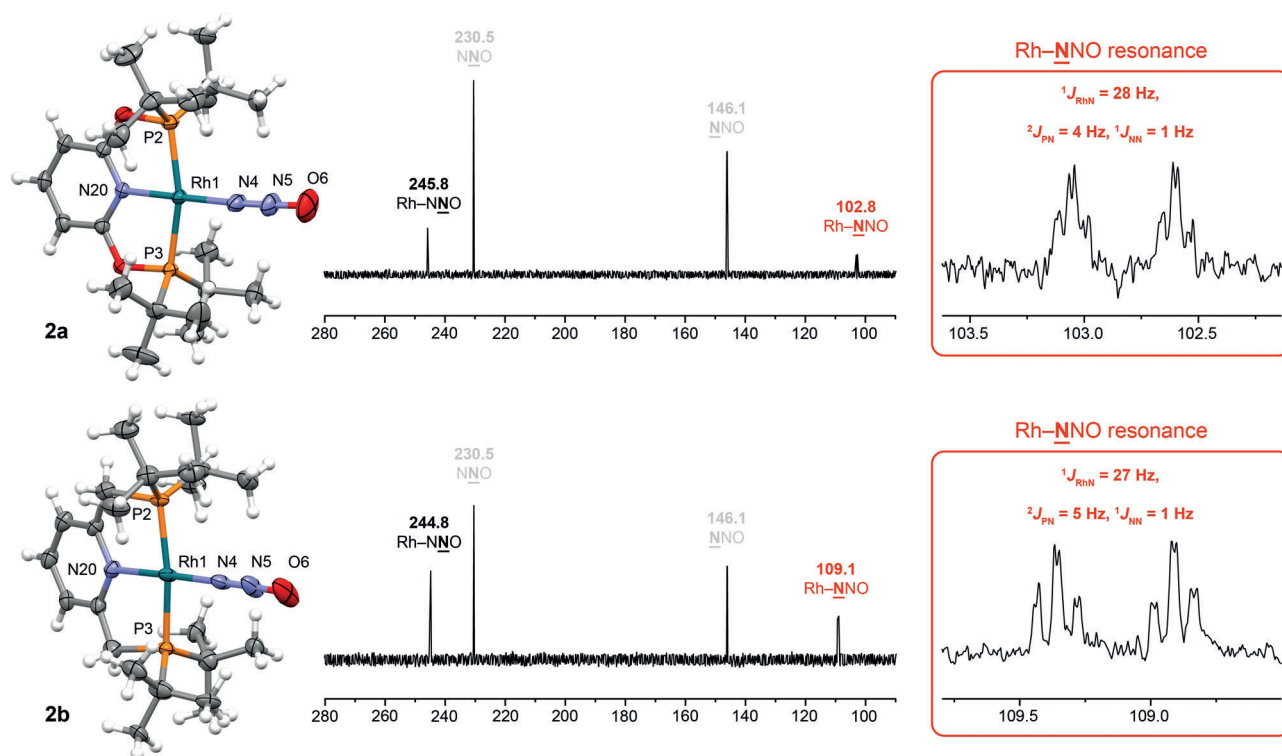 P2
N20
Rh1
N4
N5
O6
P3
2a
230.5
NNO
146.1
NNO
245.8
Rh–NNO
102.8
Rh–NNO
280 260 240 220 200 180 160 140 120 100
Rh–NNO resonance
¹J_RhN = 28 Hz,
²J_PN = 4 Hz, ¹J_NN = 1 Hz
103.5 103.0 102.5
P2
N20
Rh1
N4
N5
O6
P3
2b
230.5
NNO
146.1
NNO
244.8
Rh–NNO
109.1
Rh–NNO
280 260 240 220 200 180 160 140 120 100
Rh–NNO resonance
¹J_RhN = 27 Hz,
²J_PN = 5 Hz, ¹J_NN = 1 Hz
109.5 109.0